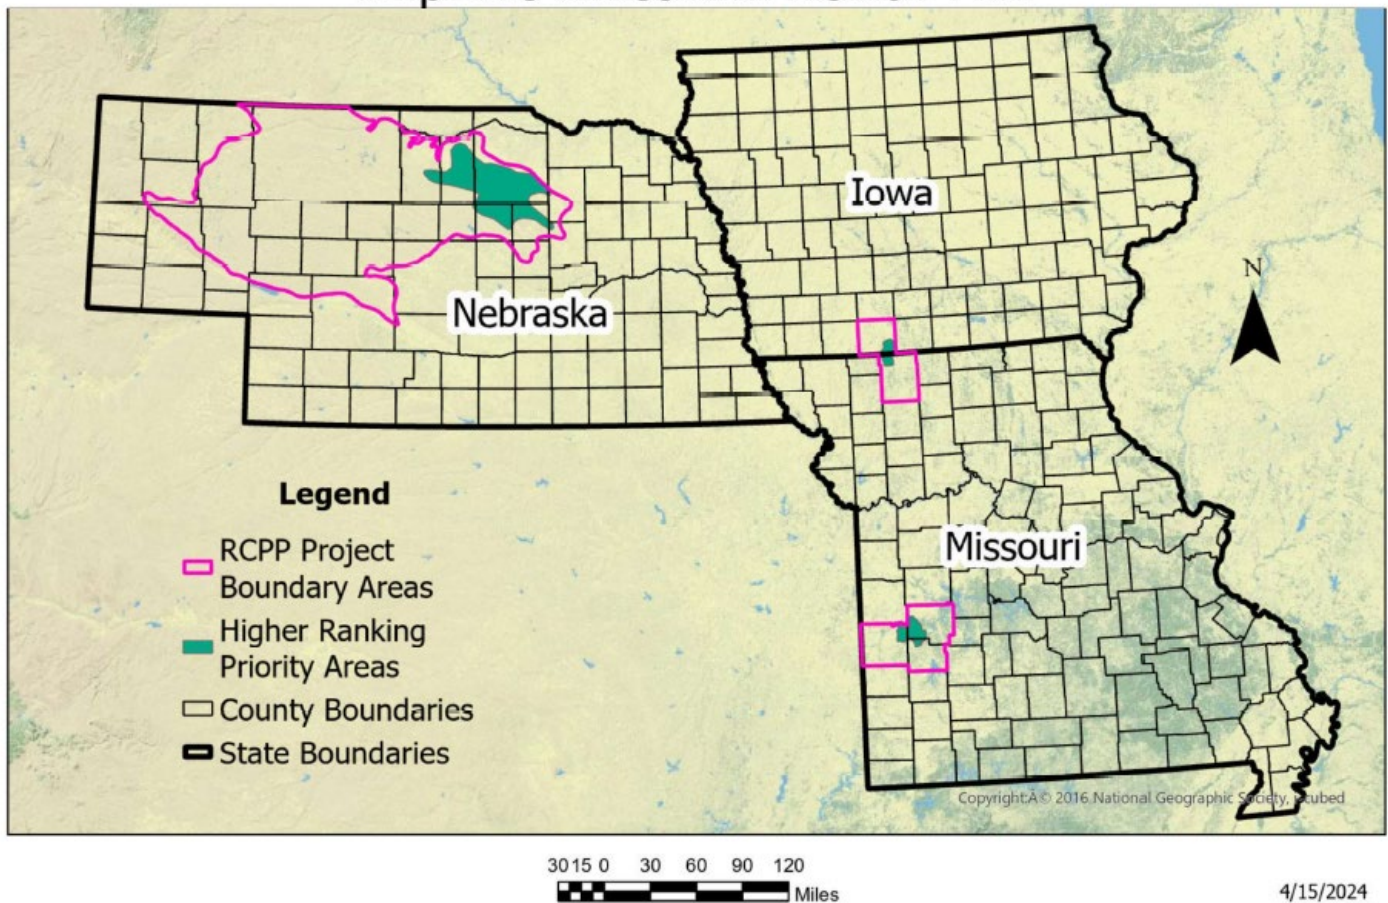 Iowa
N
Nebraska
Legend
RCPP Project
Boundary Areas
Higher Ranking
Priority Areas
County Boundaries
State Boundaries
Missouri
Copyright:Â© 2016 National Geographic Society, i-cubed
30 15 0 30 60 90 120
Miles
4/15/2024